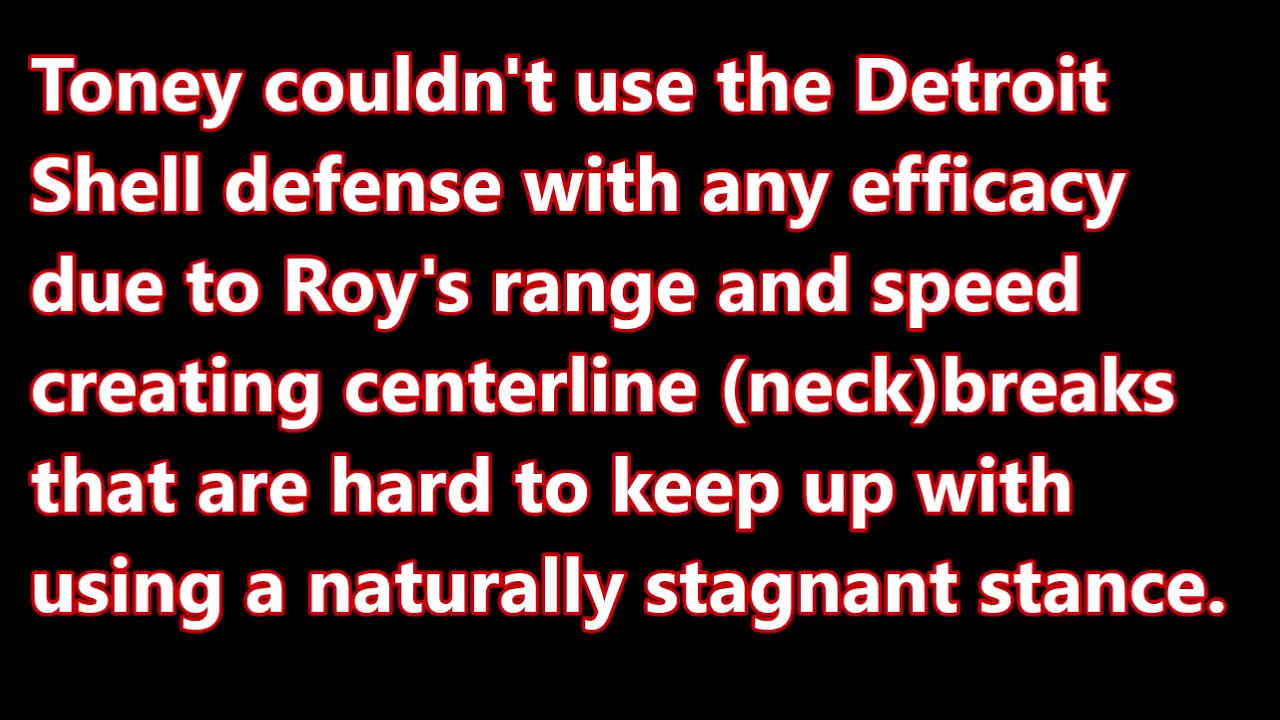 Toney couldn't use the Detroit
Shell defense with any efficacy
due to Roy's range and speed
creating centerline (neck)breaks
that are hard to keep up with
using a naturally stagnant stance.